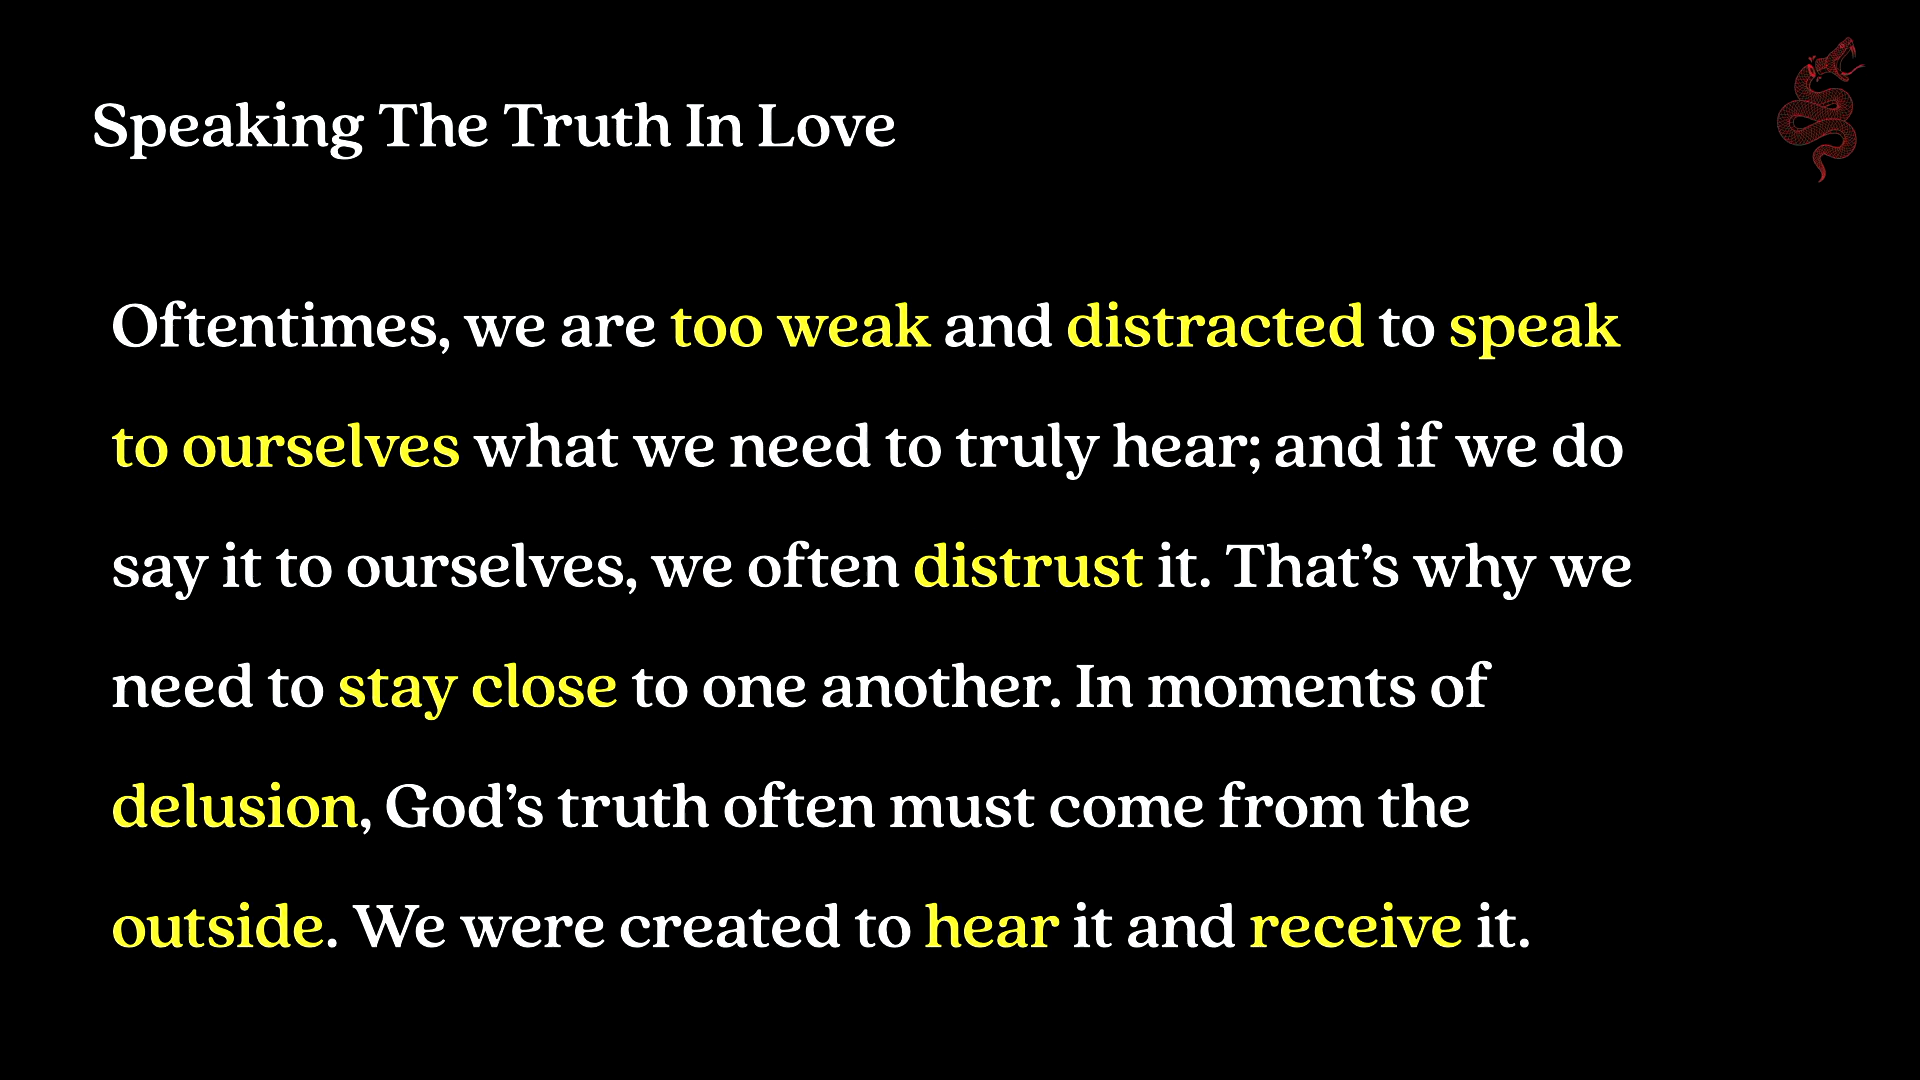 Speaking The Truth In Love
Oftentimes, we are too weak and distracted to speak
to ourselves what we need to truly hear; and if we do
say it to ourselves, we often distrust it. That’s why we
need to stay close to one another. In moments of
delusion, God’s truth often must come from the
outside. We were created to hear it and receive it.